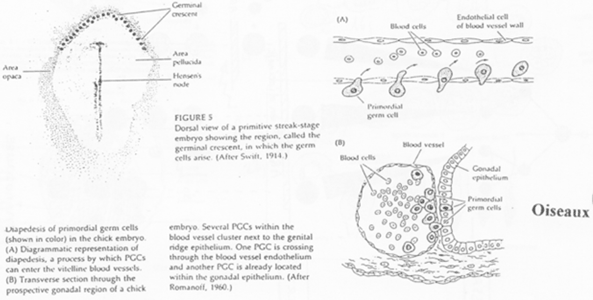 Germinal
crescent
Area
pellucida
Area
opaca
Hensen's
node
FIGURE 5
Dorsal view of a primitive streak-stage
embryo showing the region, called the
germinal crescent, in which the germ
cells arise. (After Swift, 1914.)
Diapedesis of primordial germ cells
(shown in color) in the chick embryo.
(A) Diagrammatic representation of
diapedesis, a process by which PGCs
can enter the vitelline blood vessels.
(B) Transverse section through the
prospective gonadal region of a chick
embryo. Several PGCs within the
blood vessel cluster next to the genital
ridge epithelium. One PGC is crossing
through the blood vessel endothelium
and another PGC is already located
within the gonadal epithelium. (After
Romanoff, 1960.)
(A)
Blood cells
Endothelial cell
of blood vessel wall
Primordial
germ cell
(B)
Blood vessel
Blood cells
Gonadal
epithelium
Primordial
germ cells
Oiseaux